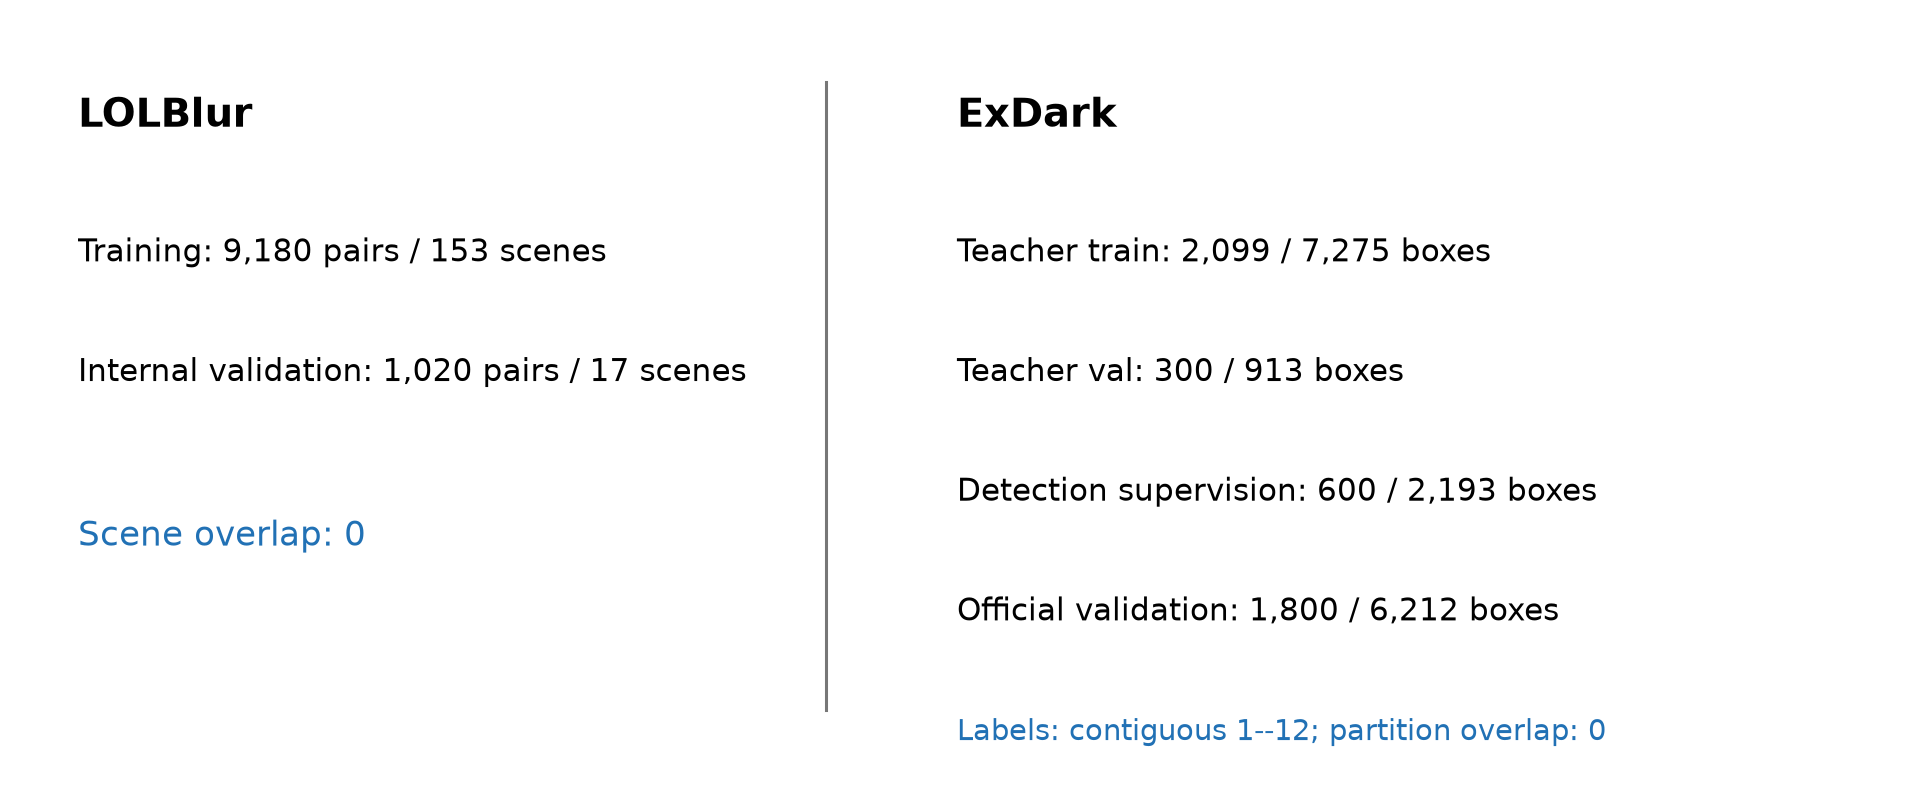 LOLBlur
Training: 9,180 pairs / 153 scenes
Internal validation: 1,020 pairs / 17 scenes
Scene overlap: 0
ExDark
Teacher train: 2,099 / 7,275 boxes
Teacher val: 300 / 913 boxes
Detection supervision: 600 / 2,193 boxes
Official validation: 1,800 / 6,212 boxes
Labels: contiguous 1--12; partition overlap: 0